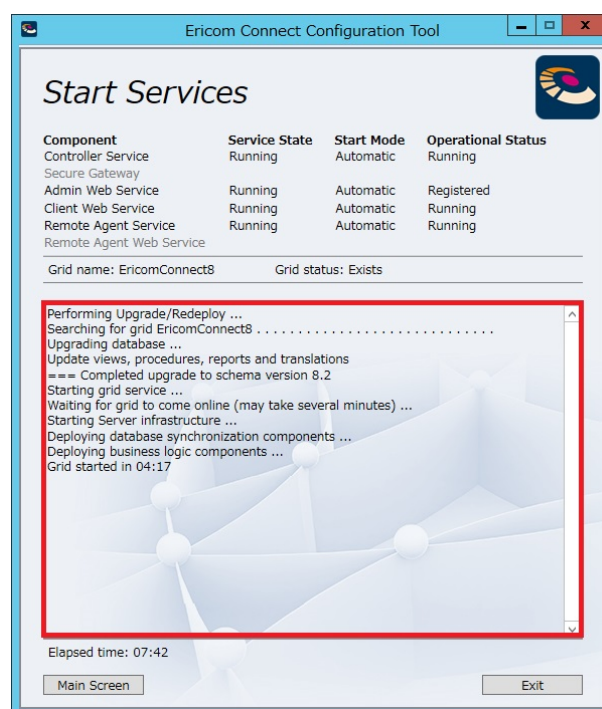 Ericom Connect Configuration Tool
Start Services
Component Service State Start Mode Operational Status
Controller Service Running Automatic Running
Secure Gateway
Admin Web Service Running Automatic Registered
Client Web Service Running Automatic Running
Remote Agent Service Running Automatic Running
Remote Agent Web Service
Grid name: EricomConnect8 Grid status: Exists
Performing Upgrade/Redeploy ...
Searching for grid EricomConnect8 . . . . . . . . . . . . . . . . . . . . . . . . . . . . . .
Upgrading database ...
Update views, procedures, reports and translations
=== Completed upgrade to schema version 8.2
Starting grid service ...
Waiting for grid to come online (may take several minutes) ...
Starting Server infrastructure ...
Deploying database synchronization components ...
Deploying business logic components ...
Grid started in 04:17
Elapsed time: 07:42
Main Screen Exit